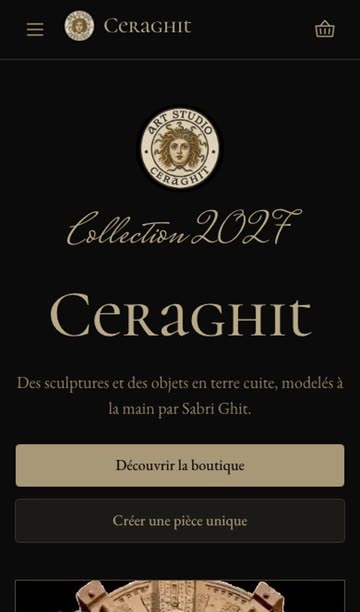 Ceraghit
ART STUDIO
CERAGHIT
Collection 2027
Ceraghit
Des sculptures et des objets en terre cuite, modelés à
la main par Sabri Ghit.
Découvrir la boutique
Créer une pièce unique